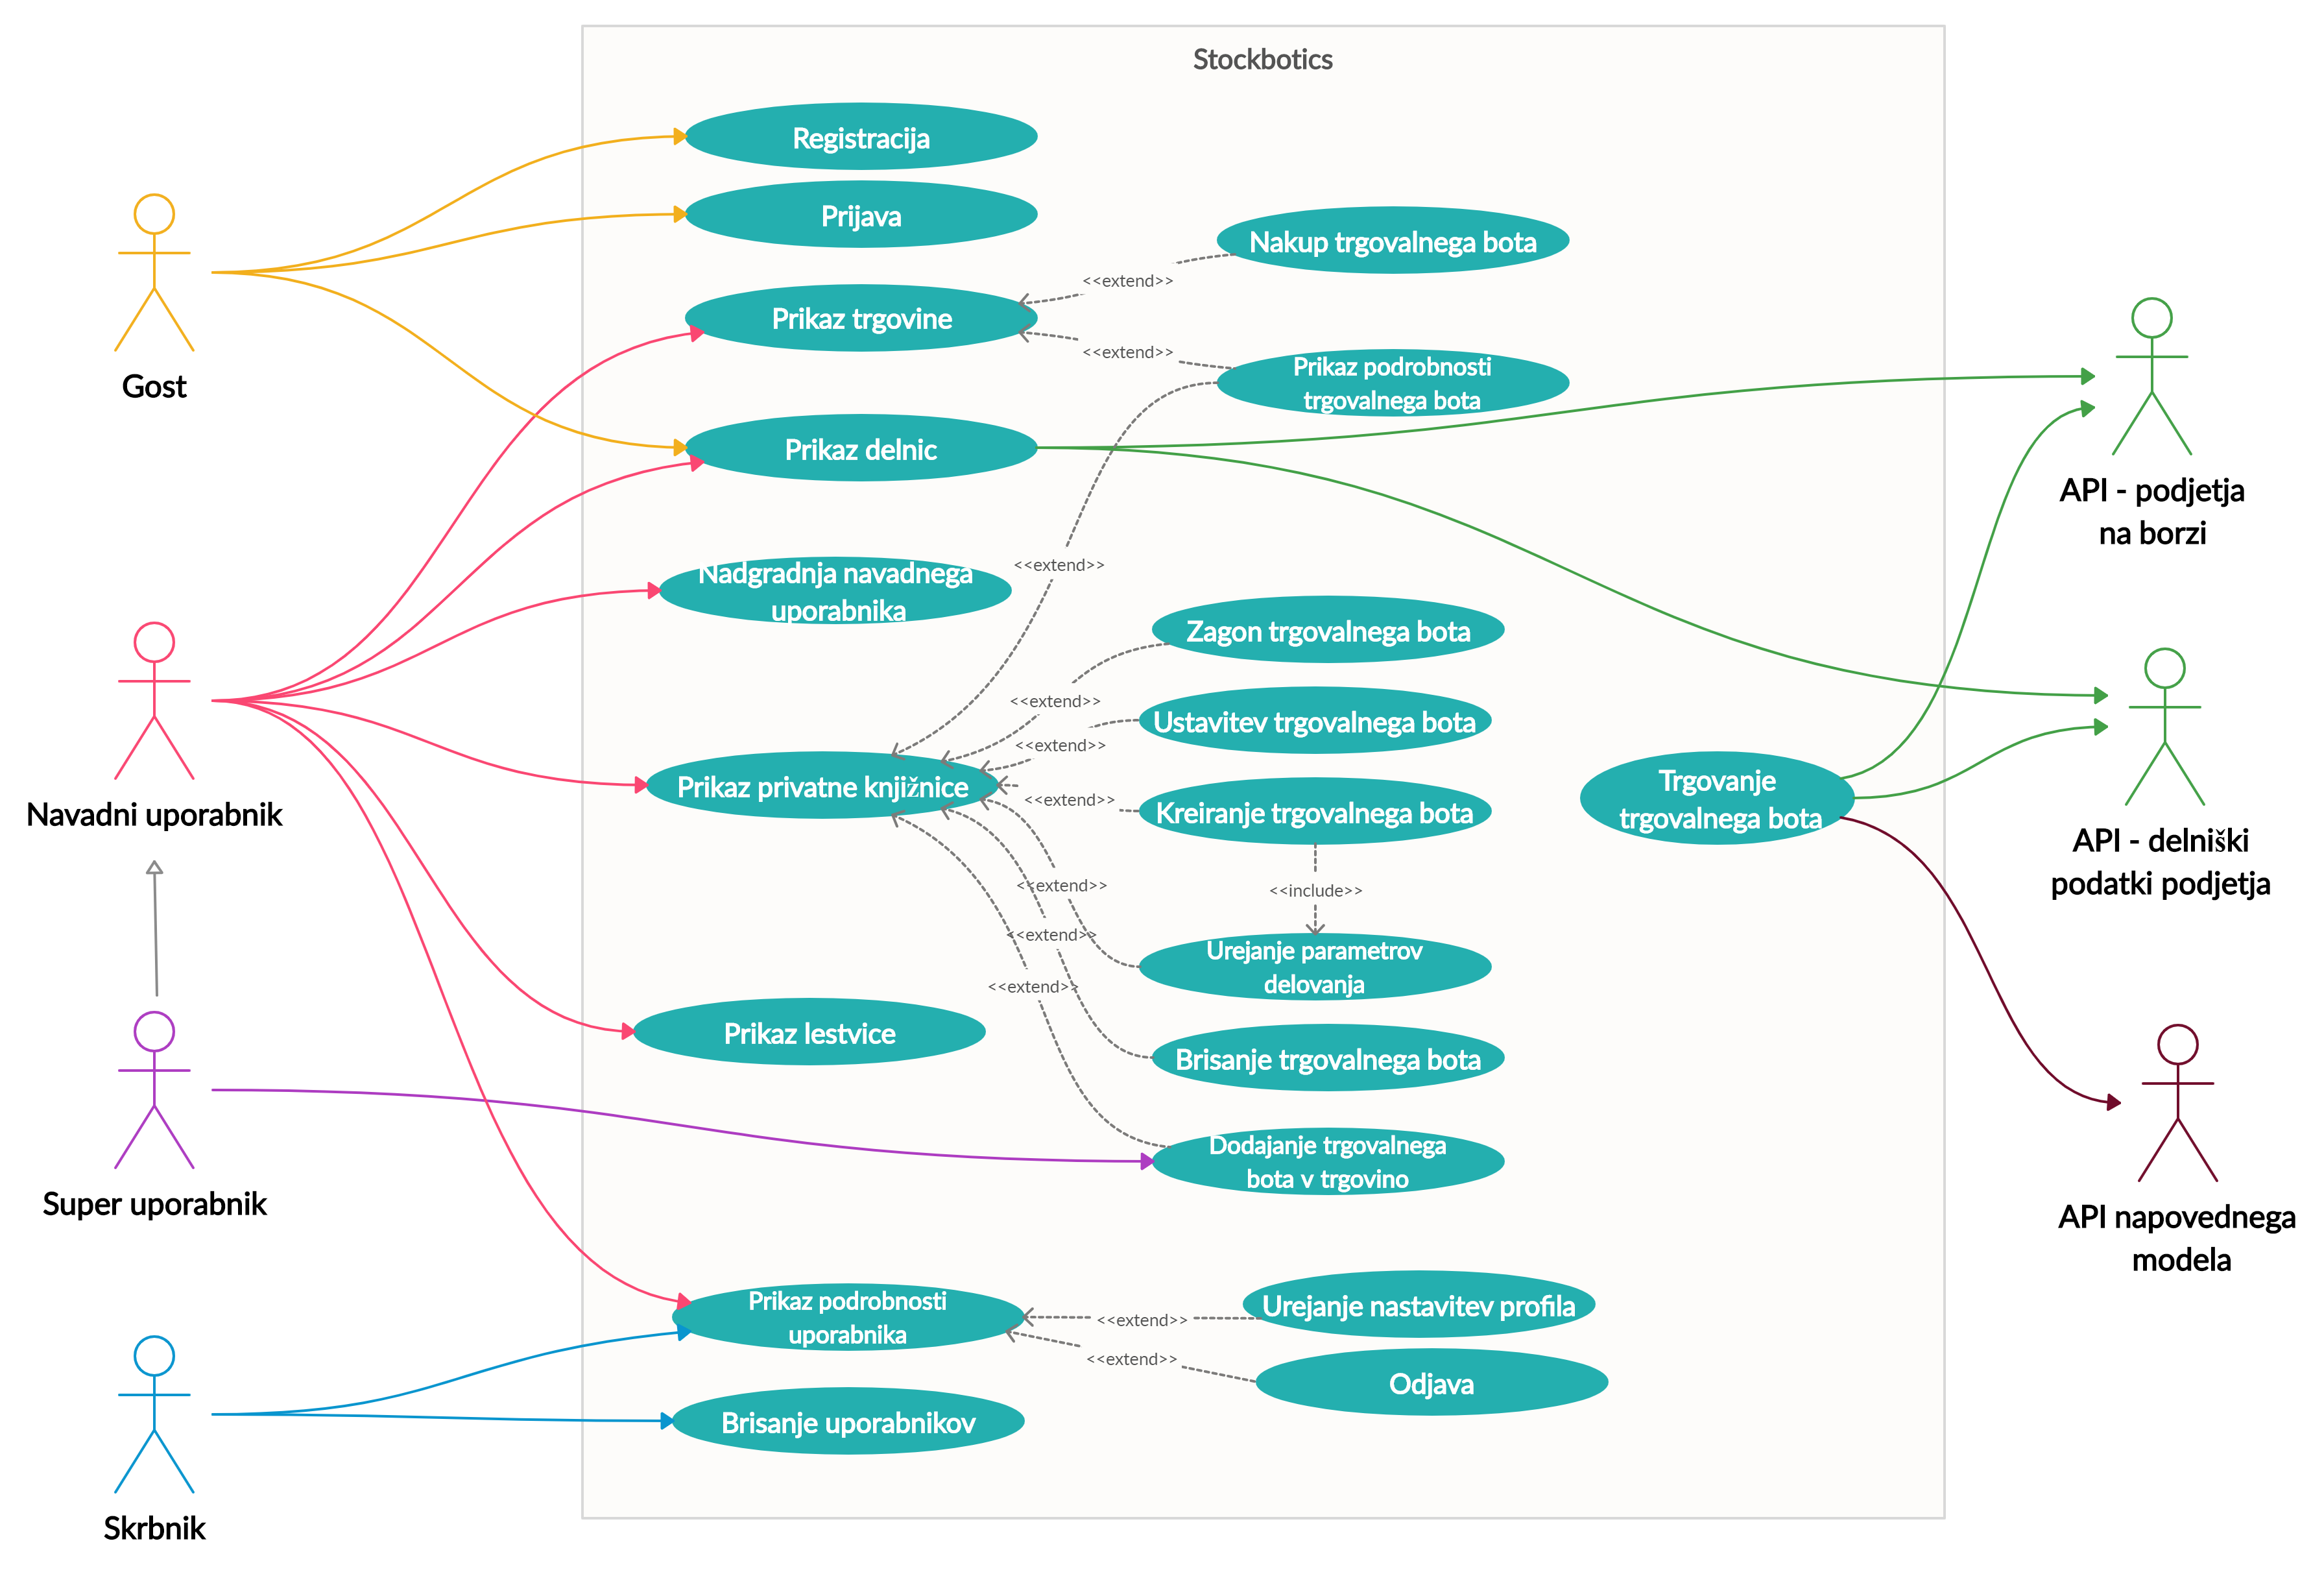 Stockbotics
Registracija
Prijava
Nakup trgovalnega bota
<<extend>>
Prikaz trgovine
<<extend>>
Prikaz podrobnosti
trgovalnega bota
Gost
Prikaz delnic
API - podjetja
na borzi
<<extend>>
Nadgradnja navadnega
uporabnika
Zagon trgovalnega bota
<<extend>>
Ustavitev trgovalnega bota
<<extend>>
Prikaz privatne knjižnice
<<extend>>
Kreiranje trgovalnega bota
Trgovanje
trgovalnega bota
Navadni uporabnik
API - delniški
podatki podjetja
<<extend>>
<<include>>
<<extend>>
Urejanje parametrov
delovanja
<<extend>>
Prikaz lestvice
Brisanje trgovalnega bota
Dodajanje trgovalnega
bota v trgovino
Super uporabnik
API napovednega
modela
Prikaz podrobnosti
uporabnika
<<extend>>
Urejanje nastavitev profila
<<extend>>
Odjava
Brisanje uporabnikov
Skrbnik